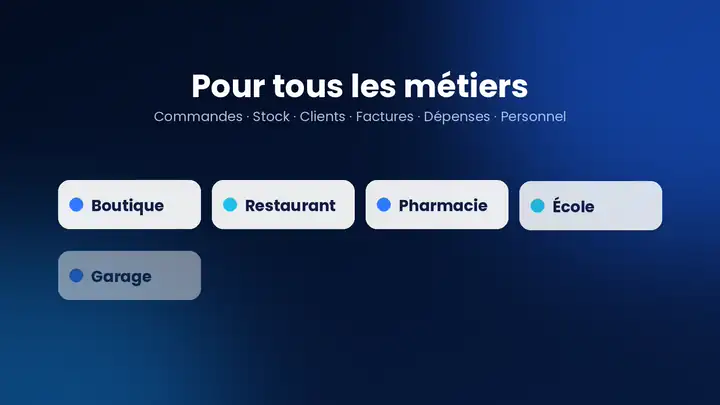 Pour tous les métiers
Commandes · Stock · Clients · Factures · Dépenses · Personnel
Boutique
Restaurant
Pharmacie
École
Garage